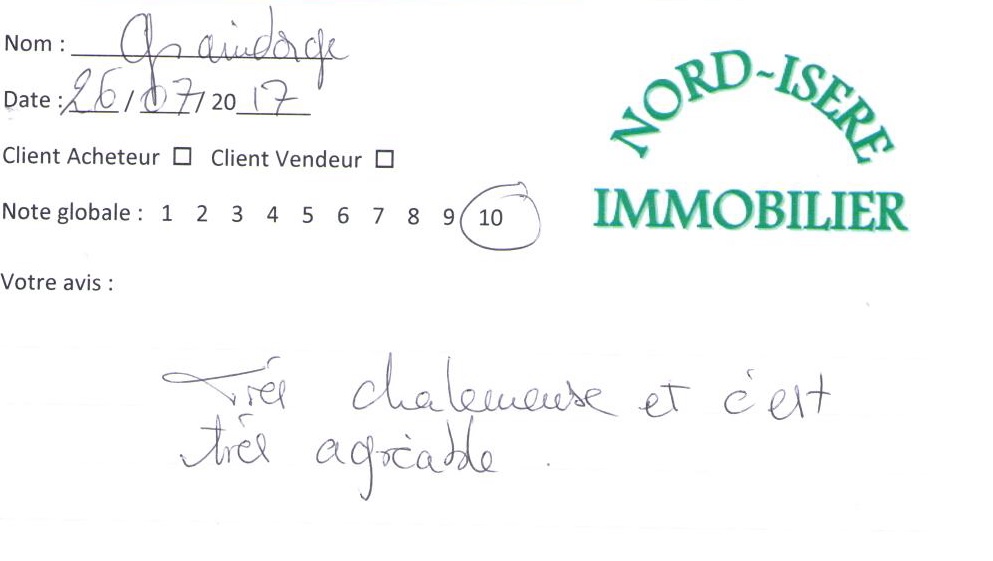 Nom : Graindorge
Date : 26/07/2017
Client Acheteur ☐ Client Vendeur ☐
Note globale : 1 2 3 4 5 6 7 8 9 10
Votre avis :
NORD-ISERE
IMMOBILIER
Très chaleureuse et c'est
très agréable.